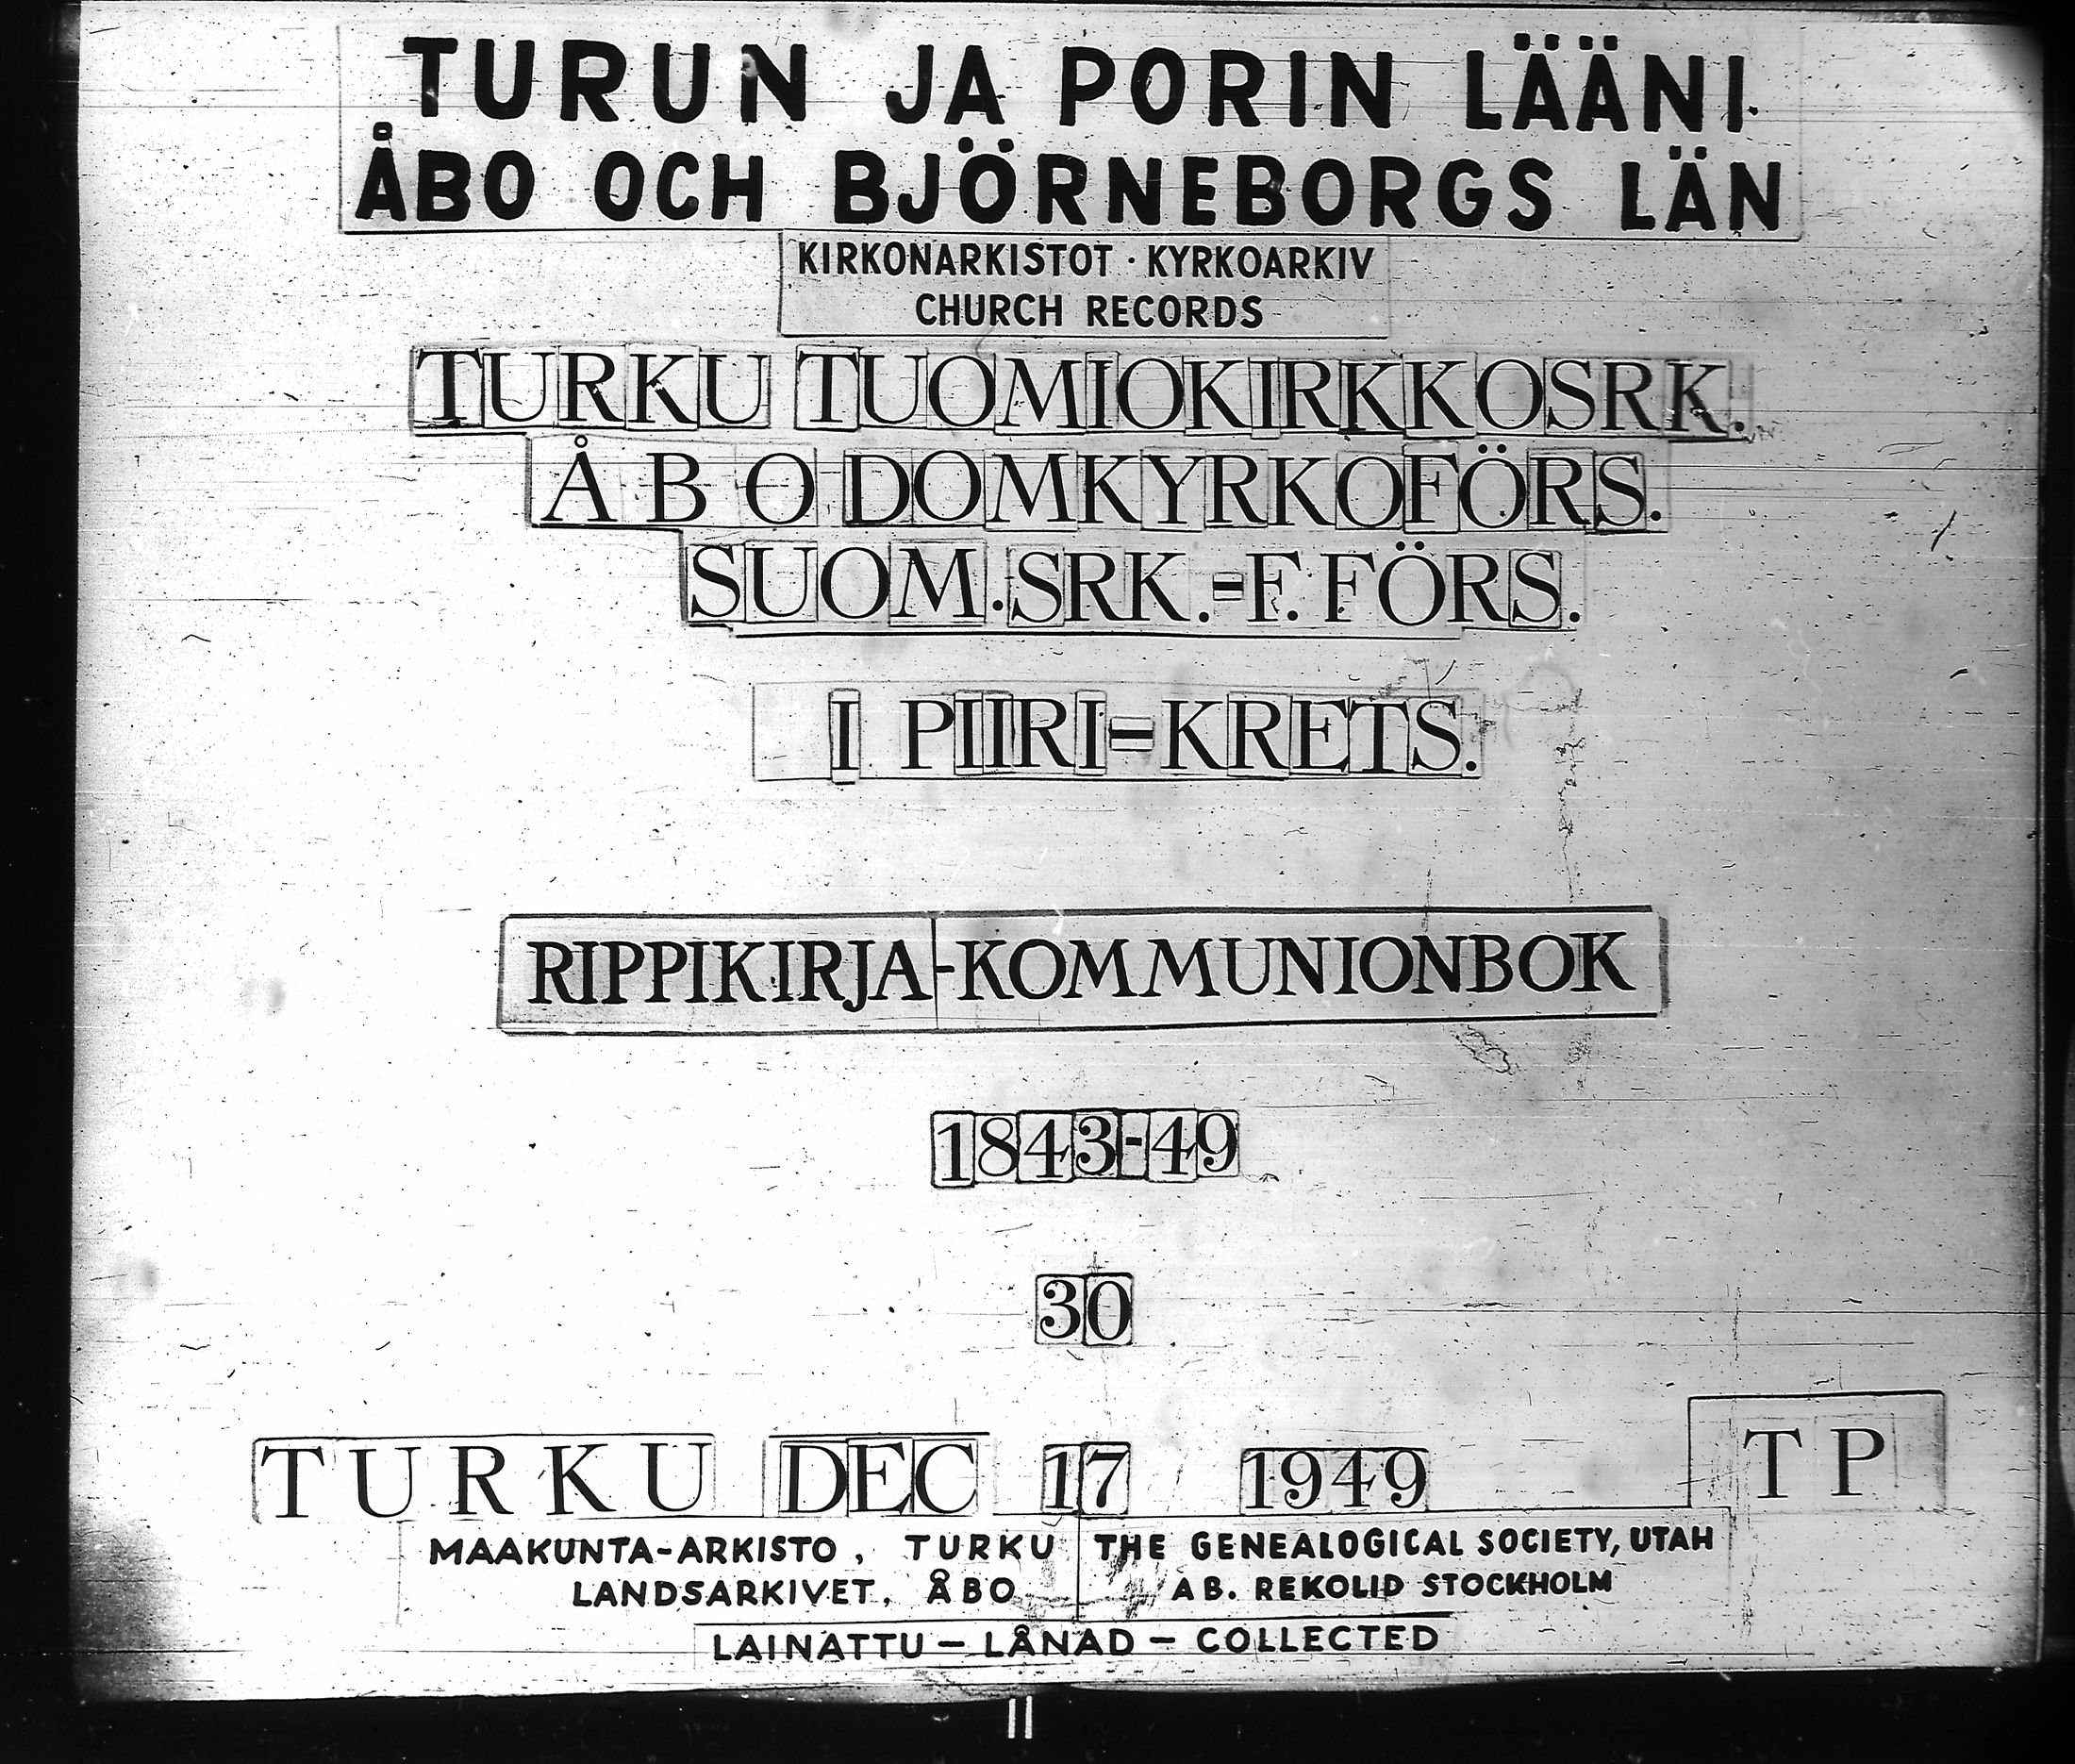 TURUN JA PORIN LÄÄNI
ÅBO OCH BJÖRNEBORGS LÄN
KIRKONARKISTOT · KYRKOARKIV
CHURCH RECORDS
TURKU TUOMIOKIRKKOSRK.
ÅBO DOMKYRKOFÖRS.
SUOM.SRK.=F.FÖRS.
I PIIRI=KRETS.
RIPPIKIRJA-KOMMUNIONBOK
1843-49
30
TURKU DEC 17 1949 TP
MAAKUNTA-ARKISTO, TURKU
LANDSARKIVET, ÅBO
THE GENEALOGICAL SOCIETY, UTAH
AB. REKOLID STOCKHOLM
LAINATTU – LÅNAD – COLLECTED